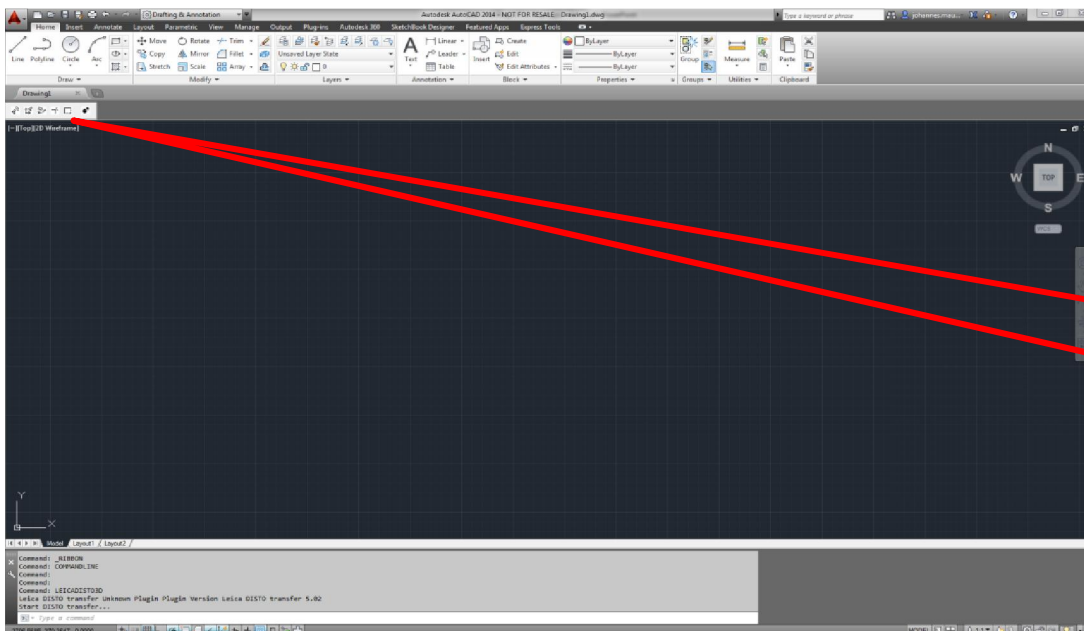 Drafting & Annotation
Autodesk AutoCAD 2014 - NOT FOR RESALE - Drawing1.dwg
Type a keyword or phrase
johannes.mau...
Home Insert Annotate Layout Parametric View Manage Output Plug-ins Autodesk 360 SketchBook Designer Featured Apps Express Tools
Move Rotate Trim Unsaved Layer State Linear Create ByLayer
Line Polyline Circle Arc Copy Mirror Fillet Text Leader Insert Edit ByLayer Group Measure Paste
Stretch Scale Array 0 Table Edit Attributes ByLayer
Draw Modify Layers Annotation Block Properties Groups Utilities Clipboard
Drawing1
[-][Top][2D Wireframe]
N
W TOP E
S
WCS
Y
X
Model Layout1 Layout2
Command: _RIBBON
Command: COMMANDLINE
Command:
Command:
Command: LEICADISTO3D
Leica DISTO transfer Unknown Plugin Plugin Version Leica DISTO transfer 5.02
Start DISTO transfer...
Type a command
MODEL 1:1